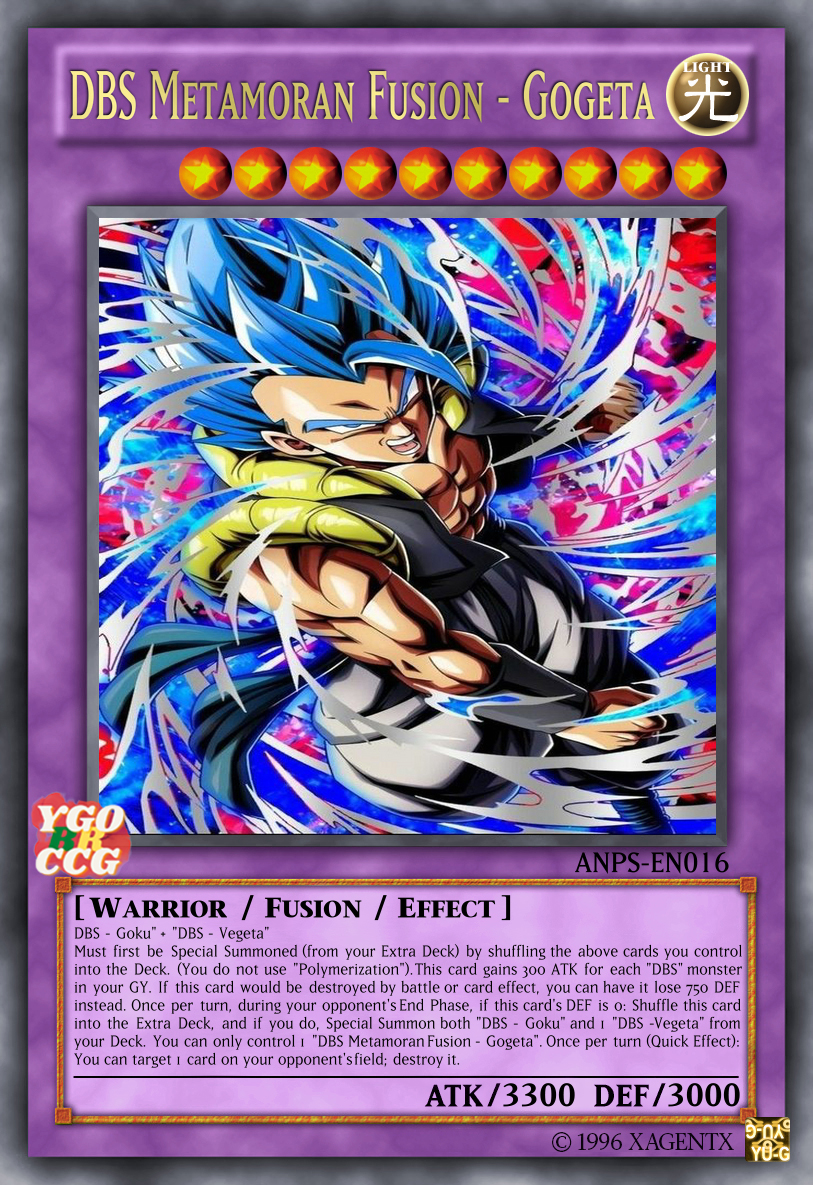 DBS Metamoran Fusion - Gogeta
LIGHT
光
YGO
RR
CCG
ANPS-EN016
[ Warrior / Fusion / Effect ]
DBS - Goku" + "DBS - Vegeta"
Must first be Special Summoned (from your Extra Deck) by shuffling the above cards you control
into the Deck. (You do not use "Polymerization"). This card gains 300 ATK for each "DBS" monster
in your GY. If this card would be destroyed by battle or card effect, you can have it lose 750 DEF
instead. Once per turn, during your opponent's End Phase, if this card's DEF is 0: Shuffle this card
into the Extra Deck, and if you do, Special Summon both "DBS - Goku" and 1 "DBS -Vegeta" from
your Deck. You can only control 1 "DBS Metamoran Fusion - Gogeta". Once per turn (Quick Effect):
You can target 1 card on your opponent's field; destroy it.
ATK/3300 DEF/3000
© 1996 XAGENTX